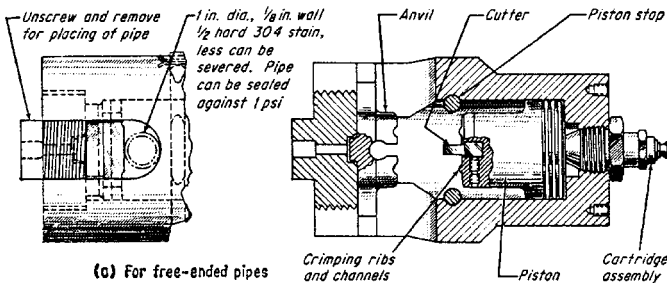 Unscrew and remove
for placing of pipe
1 in. dia., 1/8 in. wall
1/2 hard 304 stain,
less can be
severed. Pipe
can be sealed
against 1 psi
Anvil
Cutter
Piston stop
(a) For free-ended pipes
Crimping ribs
and channels
Piston
Cartridge
assembly